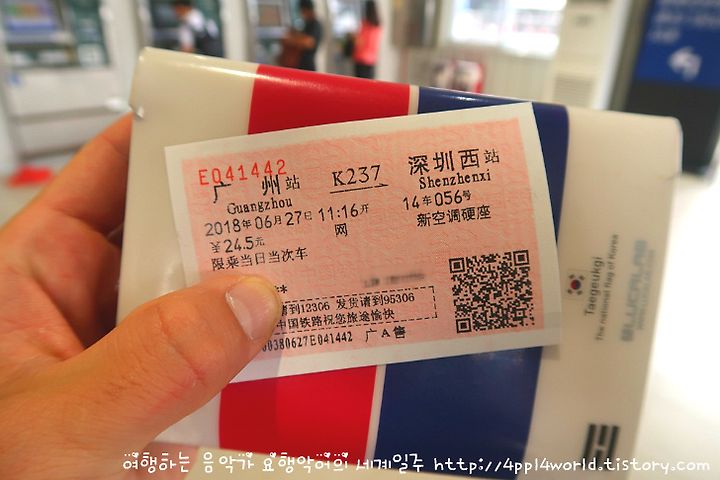 E041442
广 州 站 K237 深圳西 站
Guangzhou Shenzhenxi
2018年06月27日 11:16开 14车056号
¥24.5元 网 新空调硬座
限乘当日当次车
**
请到12306 发货请到95306
中国铁路祝您旅途愉快
00380627E041442 广A售
Taegeukgi
The national flag of Korea
여행하는 음악가 요행악어의 세계일주 http://4ppl4world.tistory.com